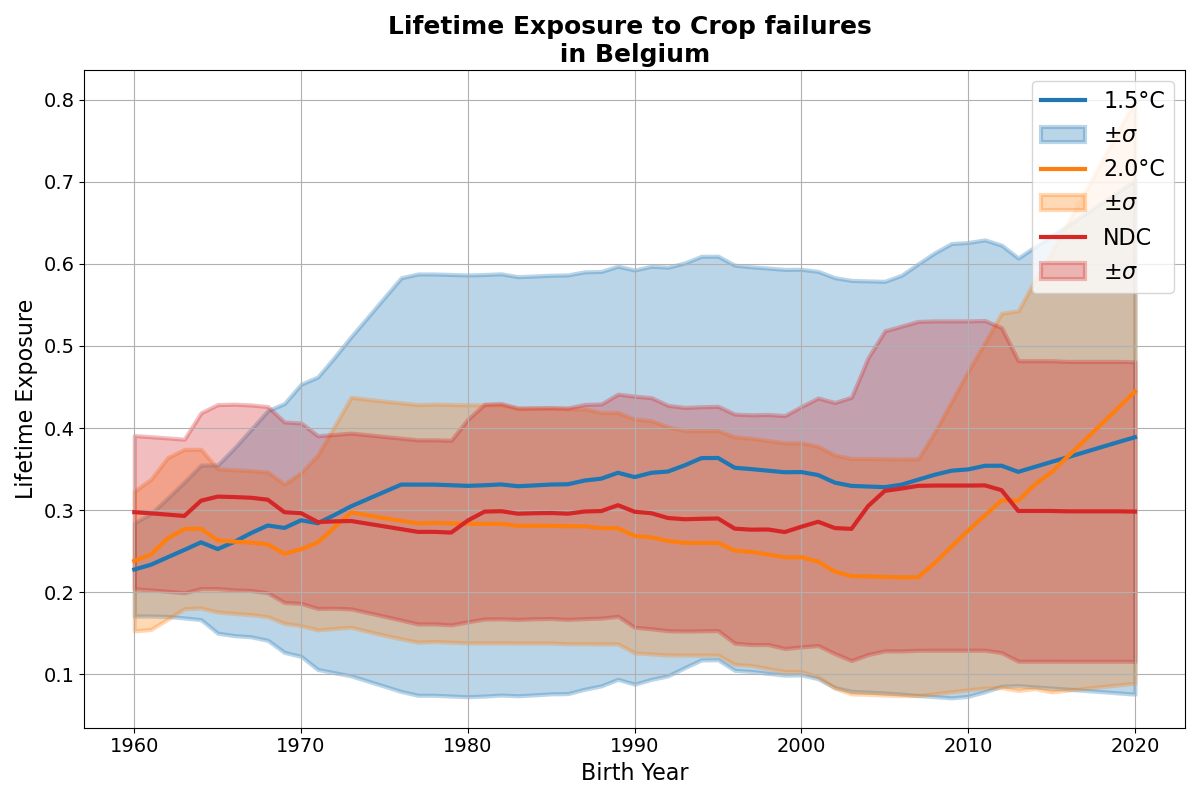 Lifetime Exposure to Crop failures
in Belgium
0.8
0.7
0.6
0.5
0.4
0.3
0.2
0.1
Lifetime Exposure
1.5°C
±σ
2.0°C
±σ
NDC
±σ
1960 1970 1980 1990 2000 2010 2020
Birth Year